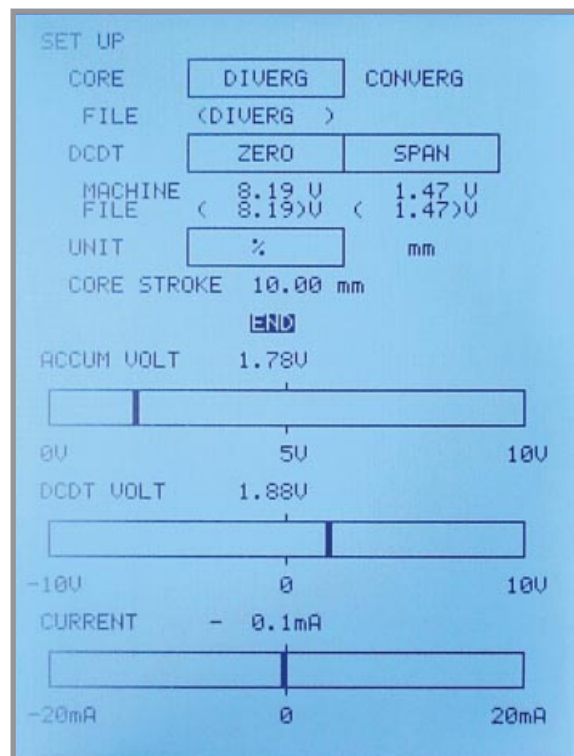 SET UP
CORE DIVERG CONVERG
FILE (DIVERG )
DCDT ZERO SPAN
MACHINE 8.19 V 1.47 V
FILE ( 8.19)V ( 1.47)V
UNIT % mm
CORE STROKE 10.00 mm
END
ACCUM VOLT 1.78V
0V 5V 10V
DCDT VOLT 1.88V
-10V 0 10V
CURRENT - 0.1mA
-20mA 0 20mA